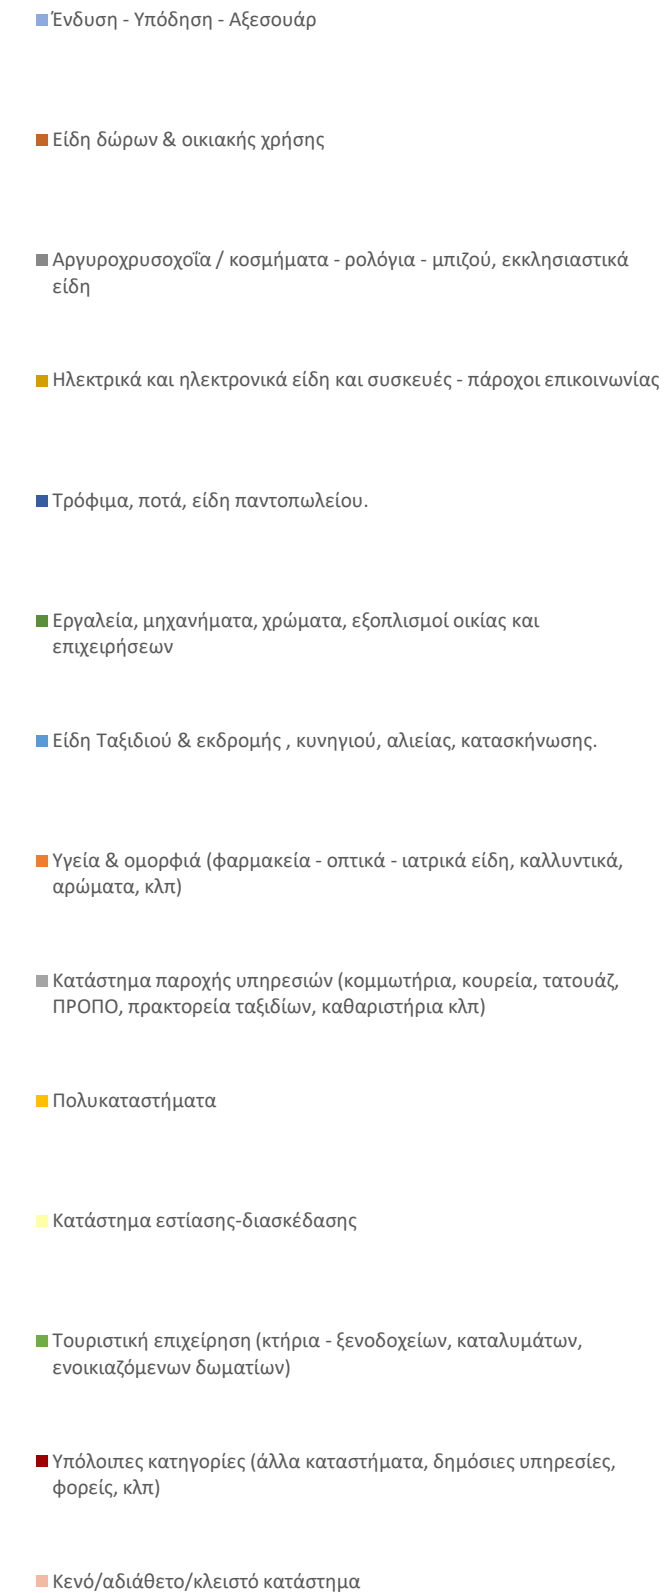 Ένδυση - Υπόδηση - Αξεσουάρ
Είδη δώρων & οικιακής χρήσης
Αργυροχρυσοχοΐα / κοσμήματα - ρολόγια - μπιζού, εκκλησιαστικά
είδη
Ηλεκτρικά και ηλεκτρονικά είδη και συσκευές - πάροχοι επικοινωνίας
Τρόφιμα, ποτά, είδη παντοπωλείου.
Εργαλεία, μηχανήματα, χρώματα, εξοπλισμοί οικίας και
επιχειρήσεων
Είδη Ταξιδιού & εκδρομής , κυνηγιού, αλιείας, κατασκήνωσης.
Υγεία & ομορφιά (φαρμακεία - οπτικά - ιατρικά είδη, καλλυντικά,
αρώματα, κλπ)
Κατάστημα παροχής υπηρεσιών (κομμωτήρια, κουρεία, τατουάζ,
ΠΡΟΠΟ, πρακτορεία ταξιδίων, καθαριστήρια κλπ)
Πολυκαταστήματα
Κατάστημα εστίασης-διασκέδασης
Τουριστική επιχείρηση (κτήρια - ξενοδοχείων, καταλυμάτων,
ενοικιαζόμενων δωματίων)
Υπόλοιπες κατηγορίες (άλλα καταστήματα, δημόσιες υπηρεσίες,
φορείς, κλπ)
Κενό/αδιάθετο/κλειστό κατάστημα